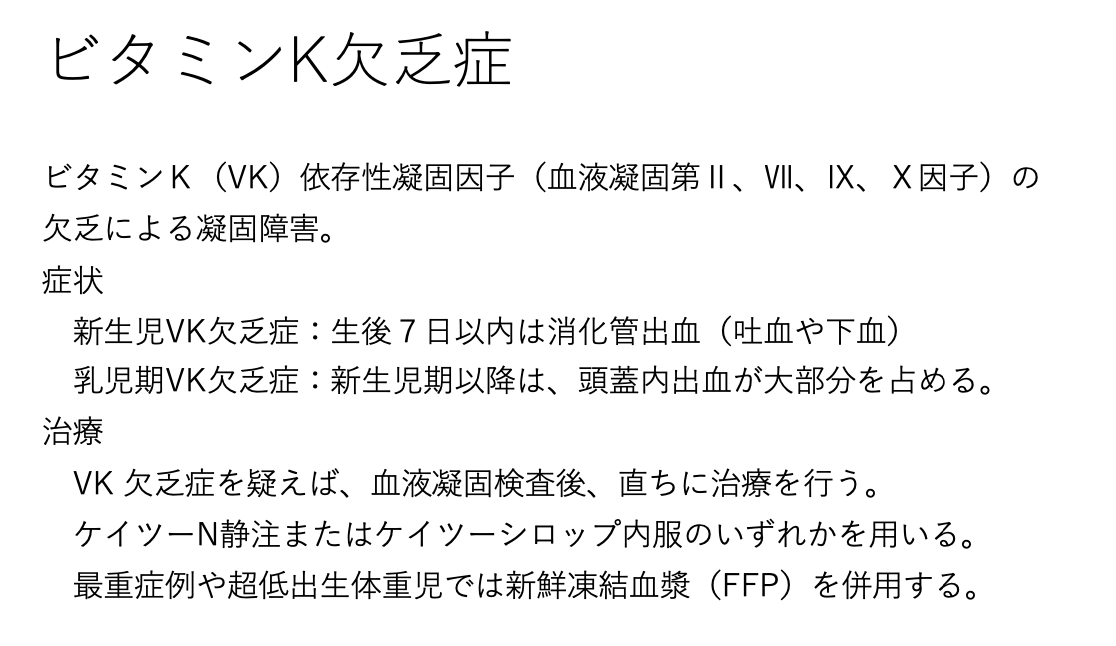 ビタミンK欠乏症
ビタミンＫ（VK）依存性凝固因子（血液凝固第Ⅱ、Ⅶ、Ⅸ、Ｘ因子）の
欠乏による凝固障害。
症状
　新生児VK欠乏症：生後７日以内は消化管出血（吐血や下血）
　乳児期VK欠乏症：新生児期以降は、頭蓋内出血が大部分を占める。
治療
　VK 欠乏症を疑えば、血液凝固検査後、直ちに治療を行う。
　ケイツーN静注またはケイツーシロップ内服のいずれかを用いる。
　最重症例や超低出生体重児では新鮮凍結血漿（FFP）を併用する。